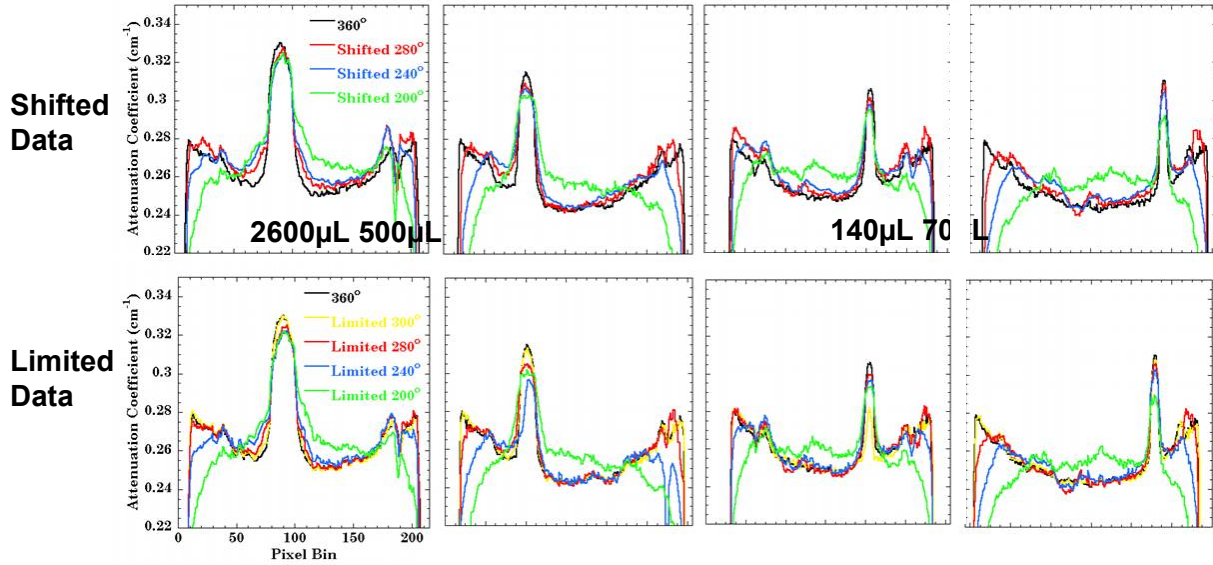 Shifted
Data
Attenuation Coefficient (cm⁻¹)
0.34
0.32
0.3
0.28
0.26
0.24
0.22
360°
Shifted 280°
Shifted 240°
Shifted 200°
2600µL 500µL
140µL 70 L
Limited
Data
Attenuation Coefficient (cm⁻¹)
0.34
0.32
0.3
0.28
0.26
0.24
0.22
360°
Limited 300°
Limited 280°
Limited 240°
Limited 200°
0 50 100 150 200
Pixel Bin